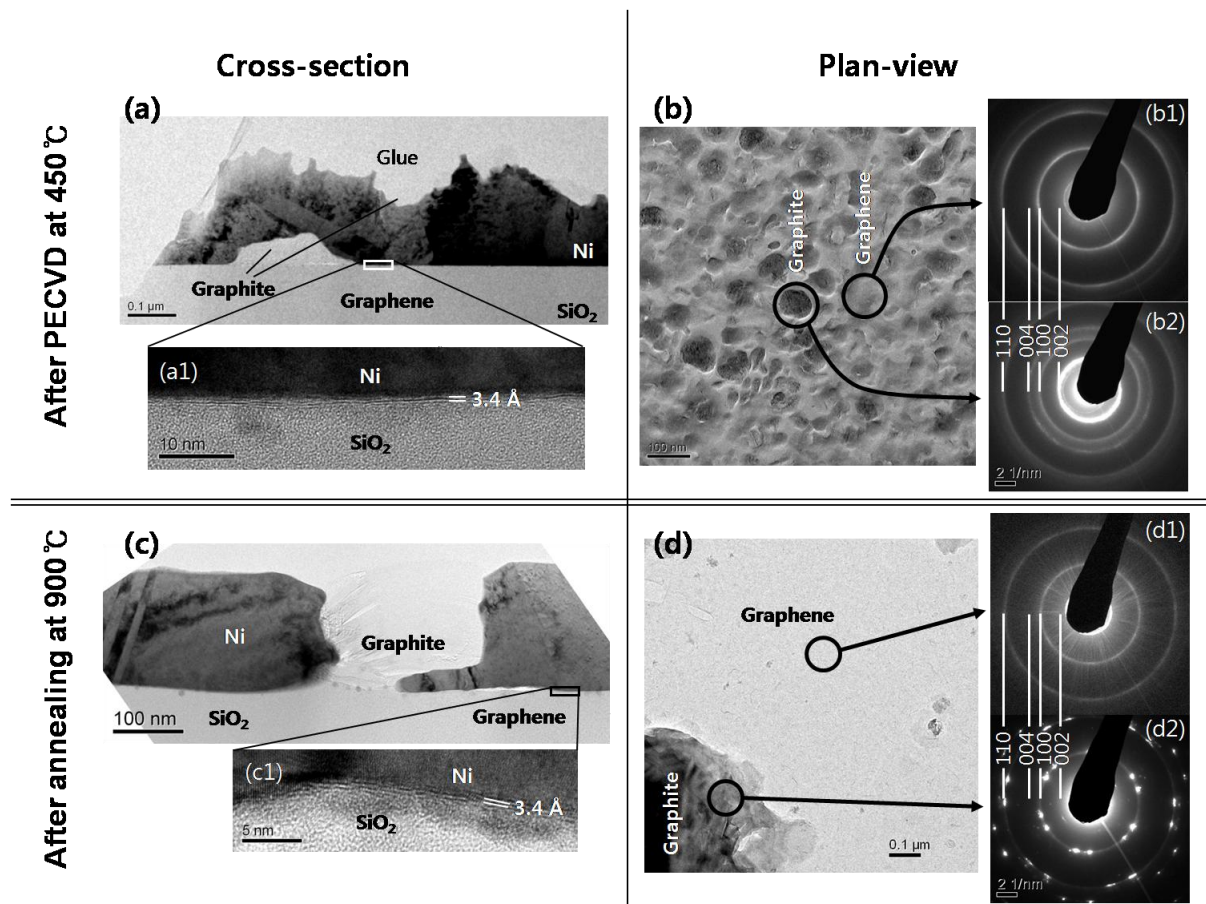 Cross-section
Plan-view
After PECVD at 450℃
(a)
Glue
Ni
Graphite
Graphene
SiO2
0.1 µm
(a1)
Ni
3.4 Å
SiO2
10 nm
(b)
Graphite
Graphene
100 nm
(b1)
110
004
100
002
(b2)
2 1/nm
After annealing at 900℃
(c)
Ni
Graphite
SiO2
Graphene
100 nm
(c1)
Ni
3.4 Å
SiO2
5 nm
(d)
Graphene
Graphite
0.1 µm
(d1)
110
004
100
002
(d2)
2 1/nm